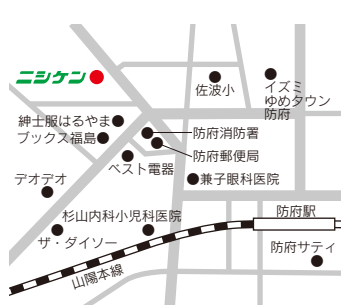 ニシケン
佐波小
イズミ
ゆめタウン
防府
紳士服はるやま
ブックス福島
防府消防署
防府郵便局
ベスト電器
兼子眼科医院
デオデオ
杉山内科小児科医院
防府駅
ザ・ダイソー
防府サティ
山陽本線